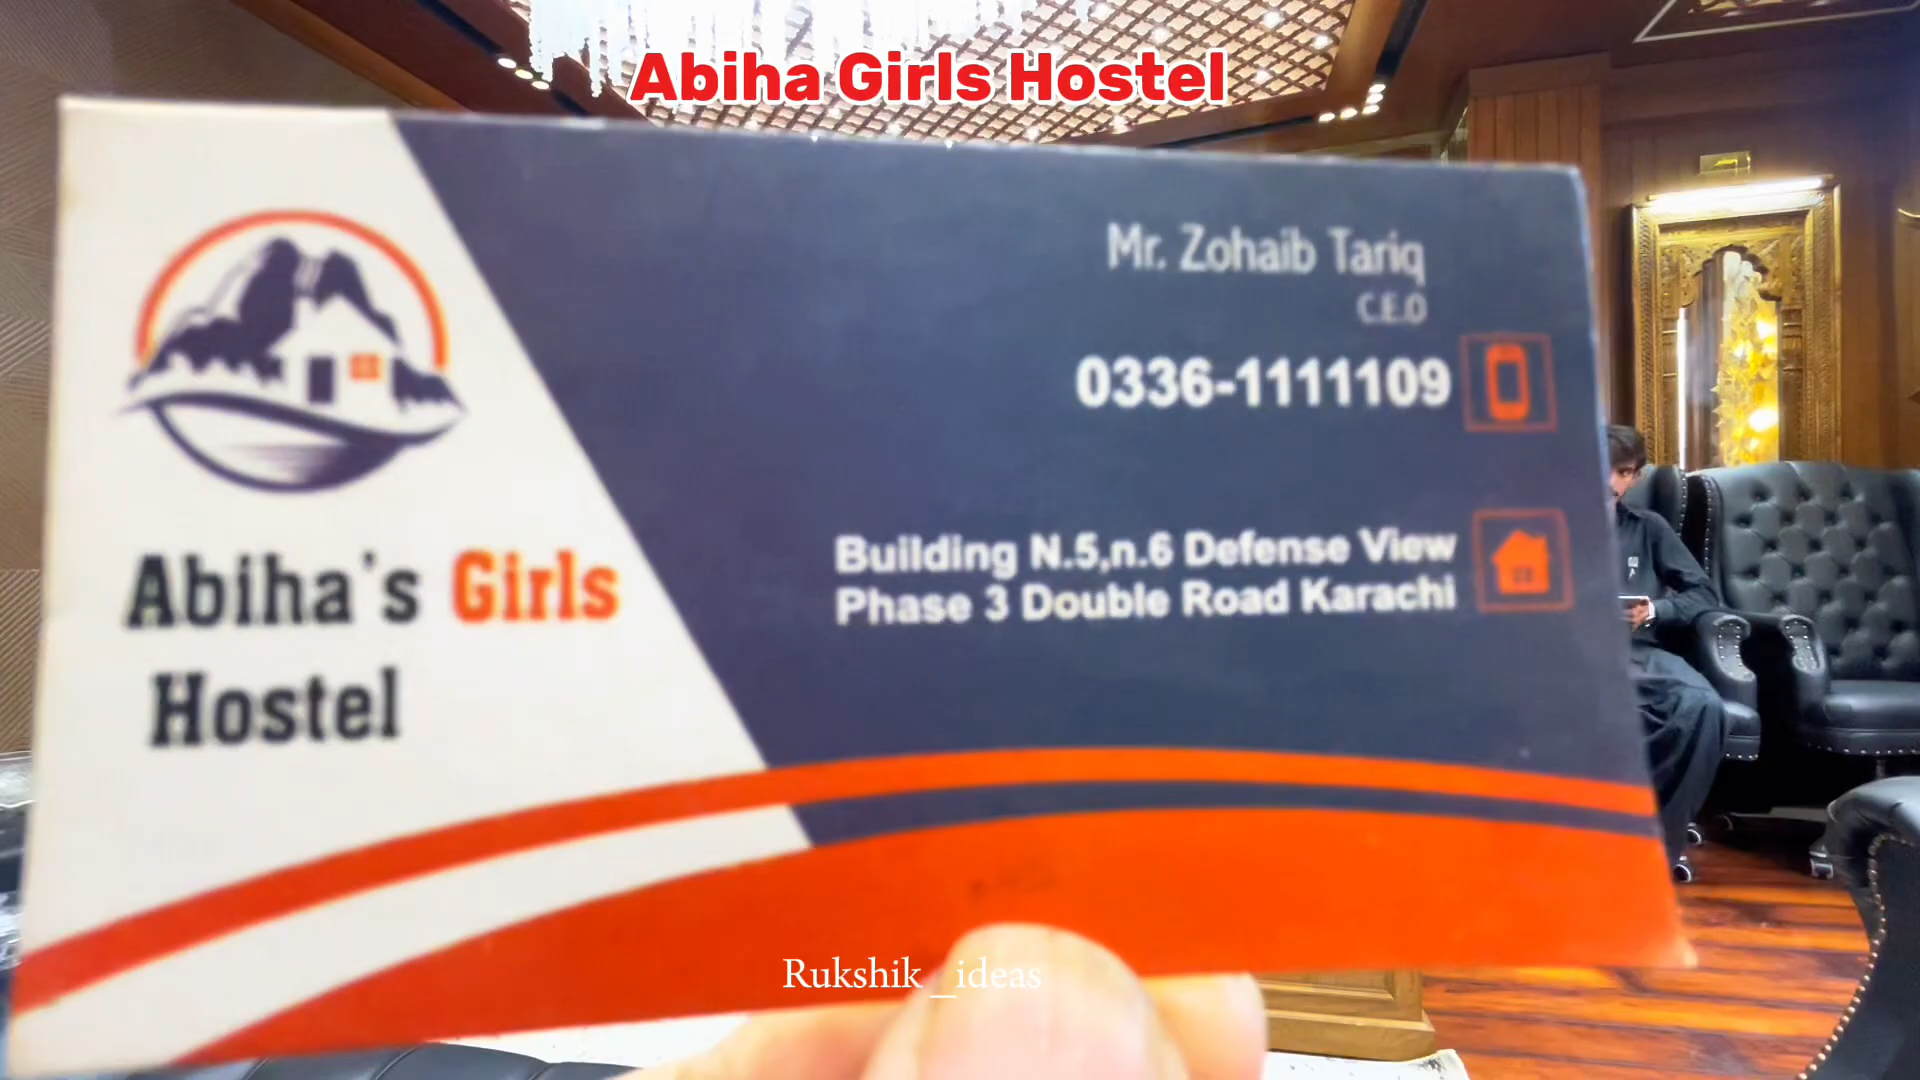 Abiha Girls Hostel
Mr. Zohaib Tariq
C.E.O
0336-1111109
Building N.5,n.6 Defense View
Phase 3 Double Road Karachi
Abiha's Girls
Hostel
Rukshik_ideas